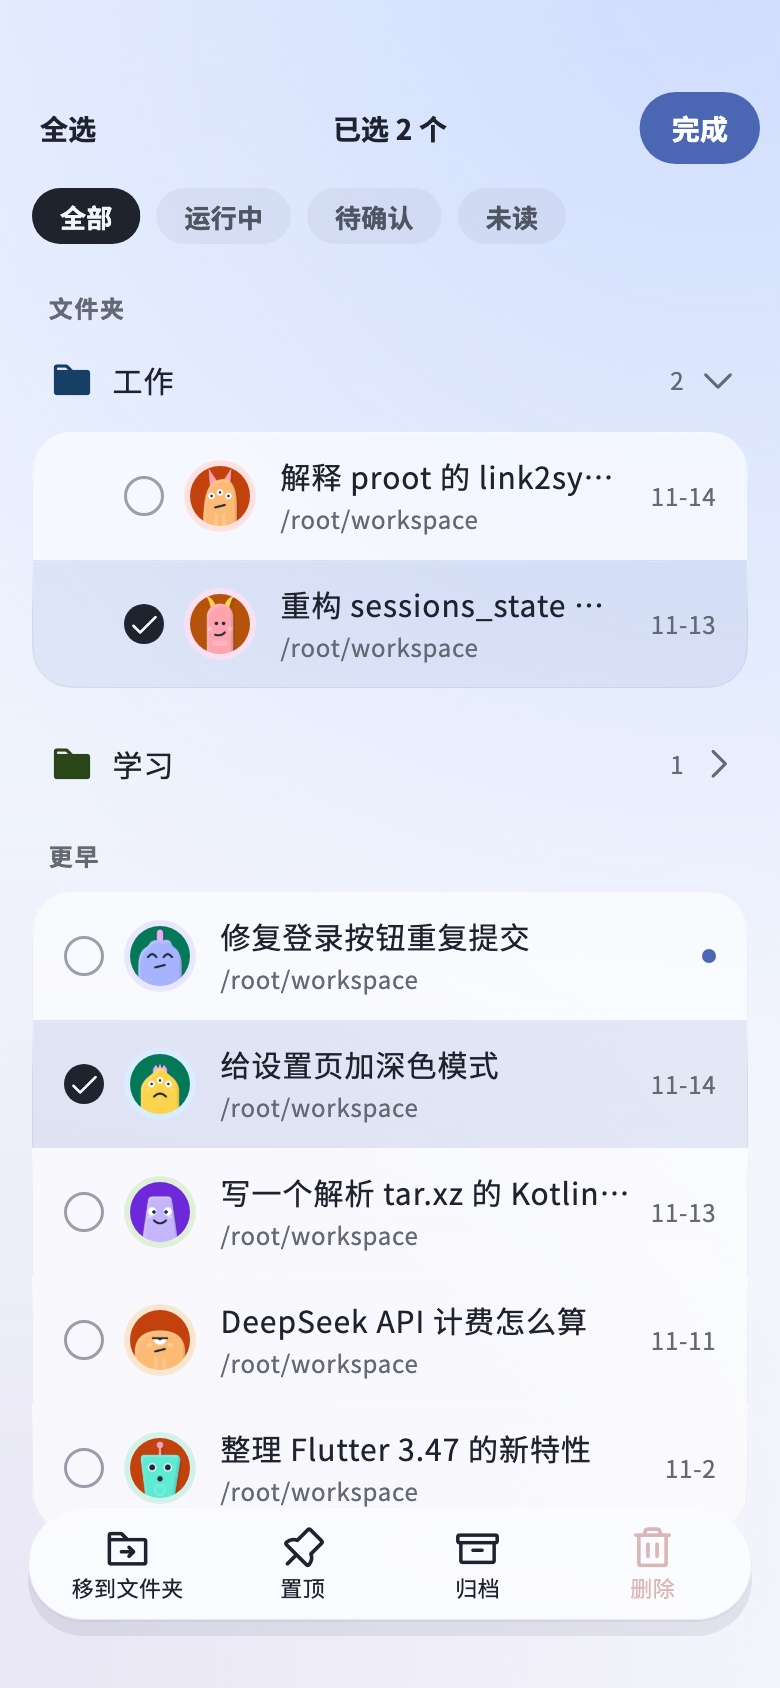 全选
已选 2 个
完成
全部
运行中
待确认
未读
文件夹
工作
2
解释 proot 的 link2sy…
11-14
/root/workspace
重构 sessions_state …
11-13
/root/workspace
学习
1
更早
修复登录按钮重复提交
/root/workspace
给设置页加深色模式
11-14
/root/workspace
写一个解析 tar.xz 的 Kotlin…
11-13
/root/workspace
DeepSeek API 计费怎么算
11-11
/root/workspace
整理 Flutter 3.47 的新特性
11-2
/root/workspace
移到文件夹
置顶
归档
删除